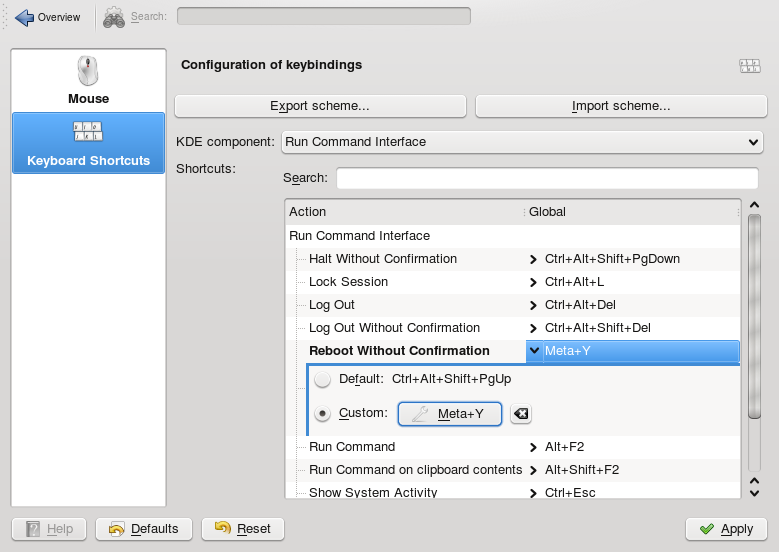 Overview
Search:
Mouse
Keyboard Shortcuts
Configuration of keybindings
Export scheme...
Import scheme...
KDE component: Run Command Interface
Shortcuts:
Search:
Action Global
Run Command Interface
Halt Without Confirmation Ctrl+Alt+Shift+PgDown
Lock Session Ctrl+Alt+L
Log Out Ctrl+Alt+Del
Log Out Without Confirmation Ctrl+Alt+Shift+Del
Reboot Without Confirmation Meta+Y
Default: Ctrl+Alt+Shift+PgUp
Custom: Meta+Y
Run Command Alt+F2
Run Command on clipboard contents Alt+Shift+F2
Show System Activity Ctrl+Esc
Help Defaults Reset Apply